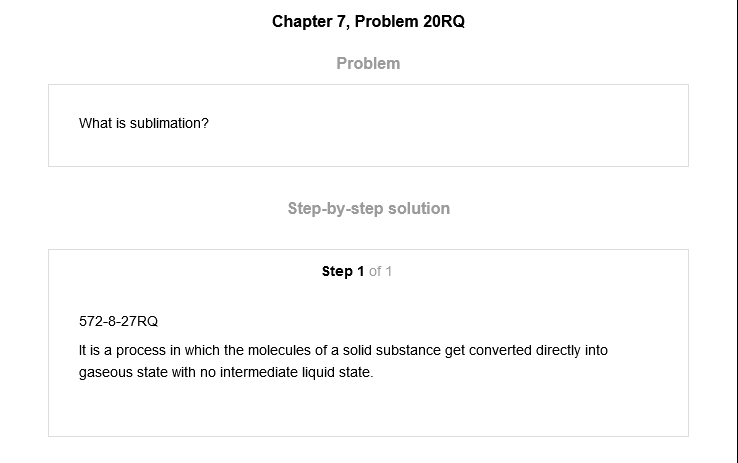 Chapter 7, Problem 20RQ
Problem
What is sublimation?
Step-by-step solution
Step 1 of 1
572-8-27RQ
It is a process in which the molecules of a solid substance get converted directly into
gaseous state with no intermediate liquid state.